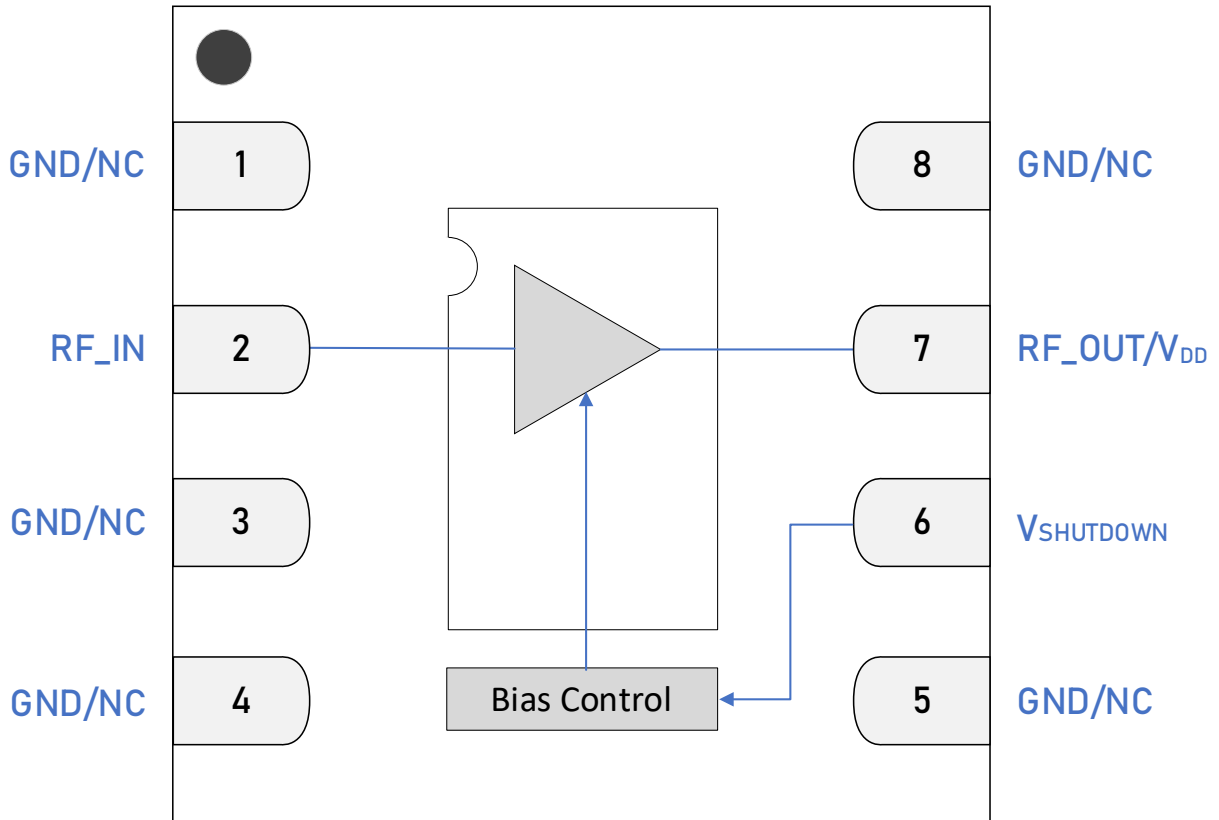 GND/NC 1 8 GND/NC
RF_IN 2 7 RF_OUT/VDD
GND/NC 3 6 VSHUTDOWN
GND/NC 4 Bias Control 5 GND/NC